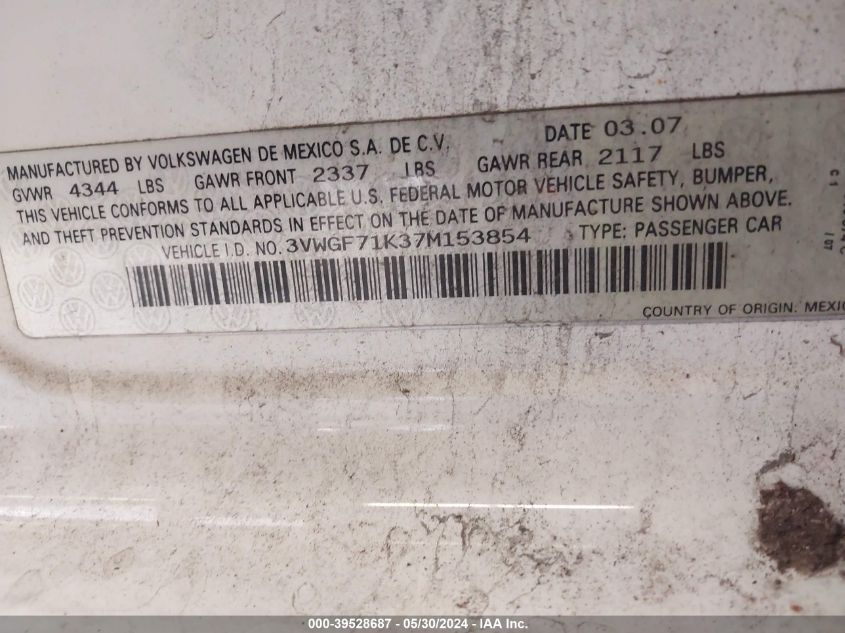 MANUFACTURED BY VOLKSWAGEN DE MEXICO S.A. DE C.V. DATE 03.07
GVWR 4344 LBS GAWR FRONT 2337 LBS GAWR REAR 2117 LBS
THIS VEHICLE CONFORMS TO ALL APPLICABLE U.S. FEDERAL MOTOR VEHICLE SAFETY, BUMPER,
AND THEFT PREVENTION STANDARDS IN EFFECT ON THE DATE OF MANUFACTURE SHOWN ABOVE.
VEHICLE I.D. NO. 3VWGF71K37M153854 TYPE: PASSENGER CAR
COUNTRY OF ORIGIN: MEXIC
000-39528687 - 05/30/2024 - IAA Inc.